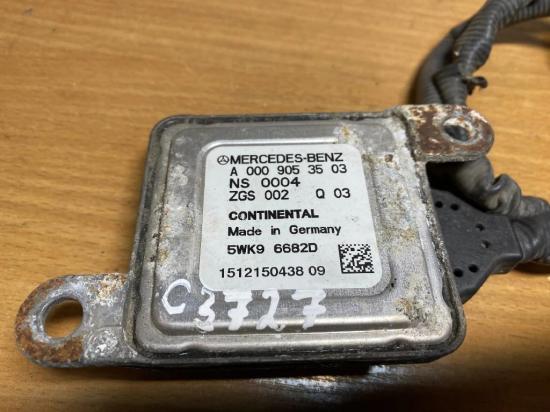 MERCEDES-BENZ
A 000 905 35 03
NS 0004
ZGS 002 Q 03
CONTINENTAL
Made in Germany
5WK9 6682D
1512150438 09
C3727